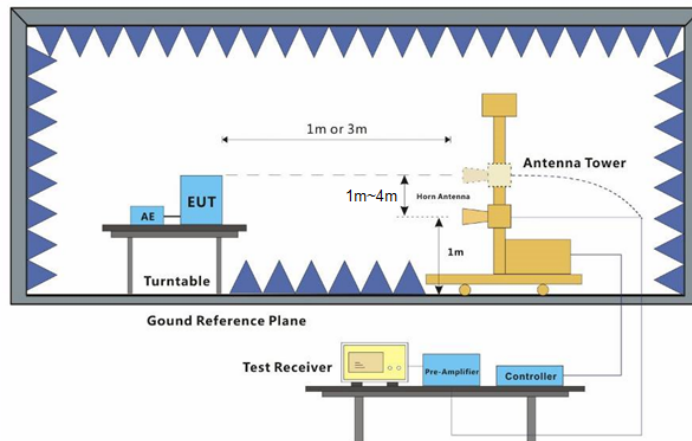 1m or 3m
Antenna Tower
1m~4m
Horn Antenna
EUT
AE
1m
Turntable
Gound Reference Plane
Test Receiver
Pre-Amplifier
Controller